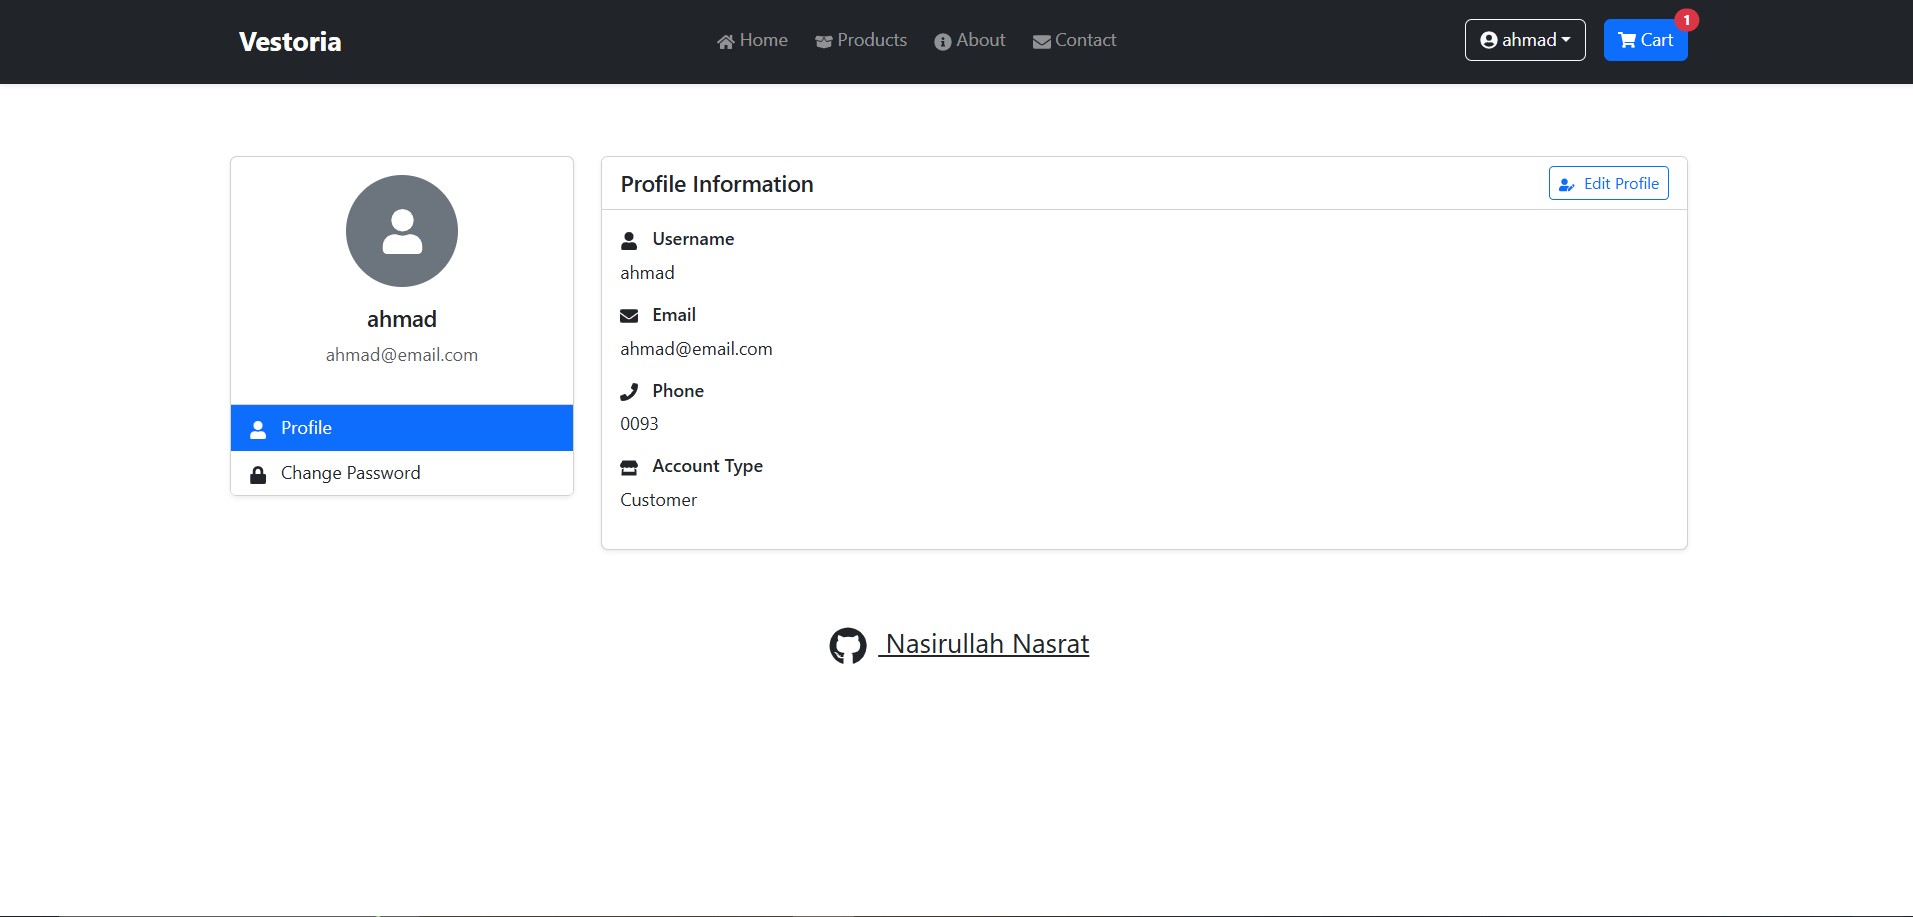 Vestoria
Home Products About Contact
ahmad
Cart
1
ahmad
ahmad@email.com
Profile
Change Password
Profile Information
Edit Profile
Username
ahmad
Email
ahmad@email.com
Phone
0093
Account Type
Customer
Nasirullah Nasrat